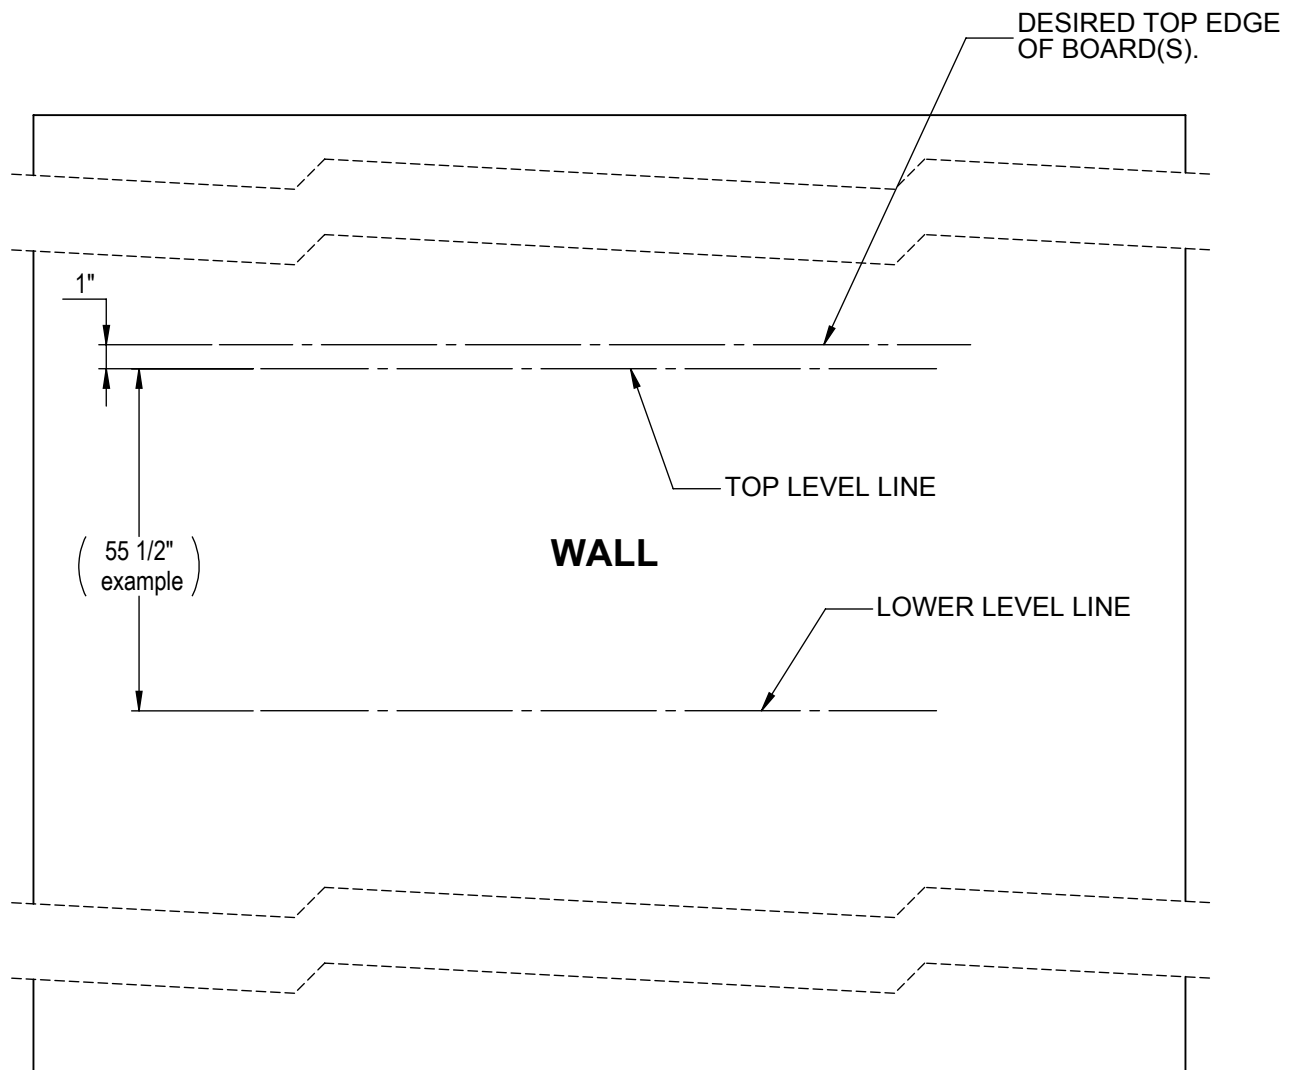 DESIRED TOP EDGE
OF BOARD(S).
1"
TOP LEVEL LINE
55 1/2"
example
WALL
LOWER LEVEL LINE